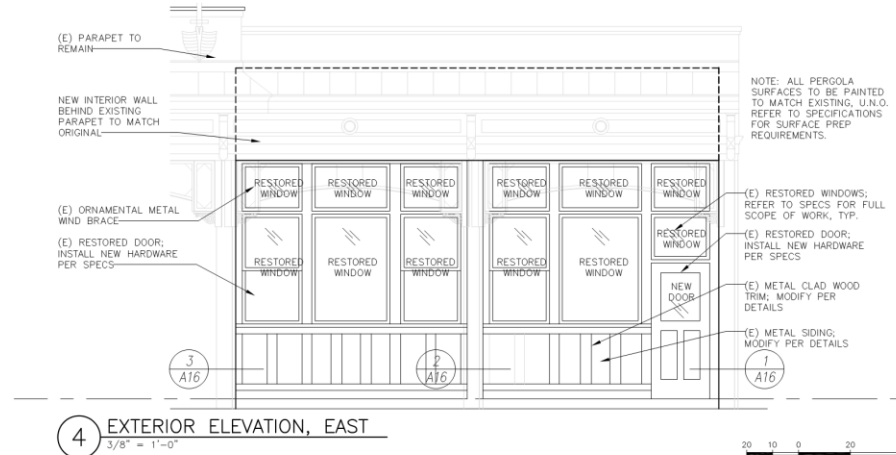 (E) PARAPET TO
REMAIN
NEW INTERIOR WALL
BEHIND EXISTING
PARAPET TO MATCH
ORIGINAL
(E) ORNAMENTAL METAL
WIND BRACE
(E) RESTORED DOOR;
INSTALL NEW HARDWARE
PER SPECS
NOTE: ALL PERGOLA
SURFACES TO BE PAINTED
TO MATCH EXISTING, U.N.O.
REFER TO SPECIFICATIONS
FOR SURFACE PREP
REQUIREMENTS.
RESTORED
WINDOW
RESTORED
WINDOW
RESTORED
WINDOW
RESTORED
WINDOW
RESTORED
WINDOW
RESTORED
WINDOW
RESTORED
WINDOW
RESTORED
WINDOW
RESTORED
WINDOW
RESTORED
WINDOW
RESTORED
WINDOW
RESTORED
WINDOW
NEW
DOOR
(E) RESTORED WINDOWS;
REFER TO SPECS FOR FULL
SCOPE OF WORK, TYP.
(E) RESTORED DOOR;
INSTALL NEW HARDWARE
PER SPECS
(E) METAL CLAD WOOD
TRIM; MODIFY PER
DETAILS
(E) METAL SIDING;
MODIFY PER DETAILS
3
A16
2
A16
1
A16
4 EXTERIOR ELEVATION, EAST
3/8" = 1'-0"
20 10 0 20